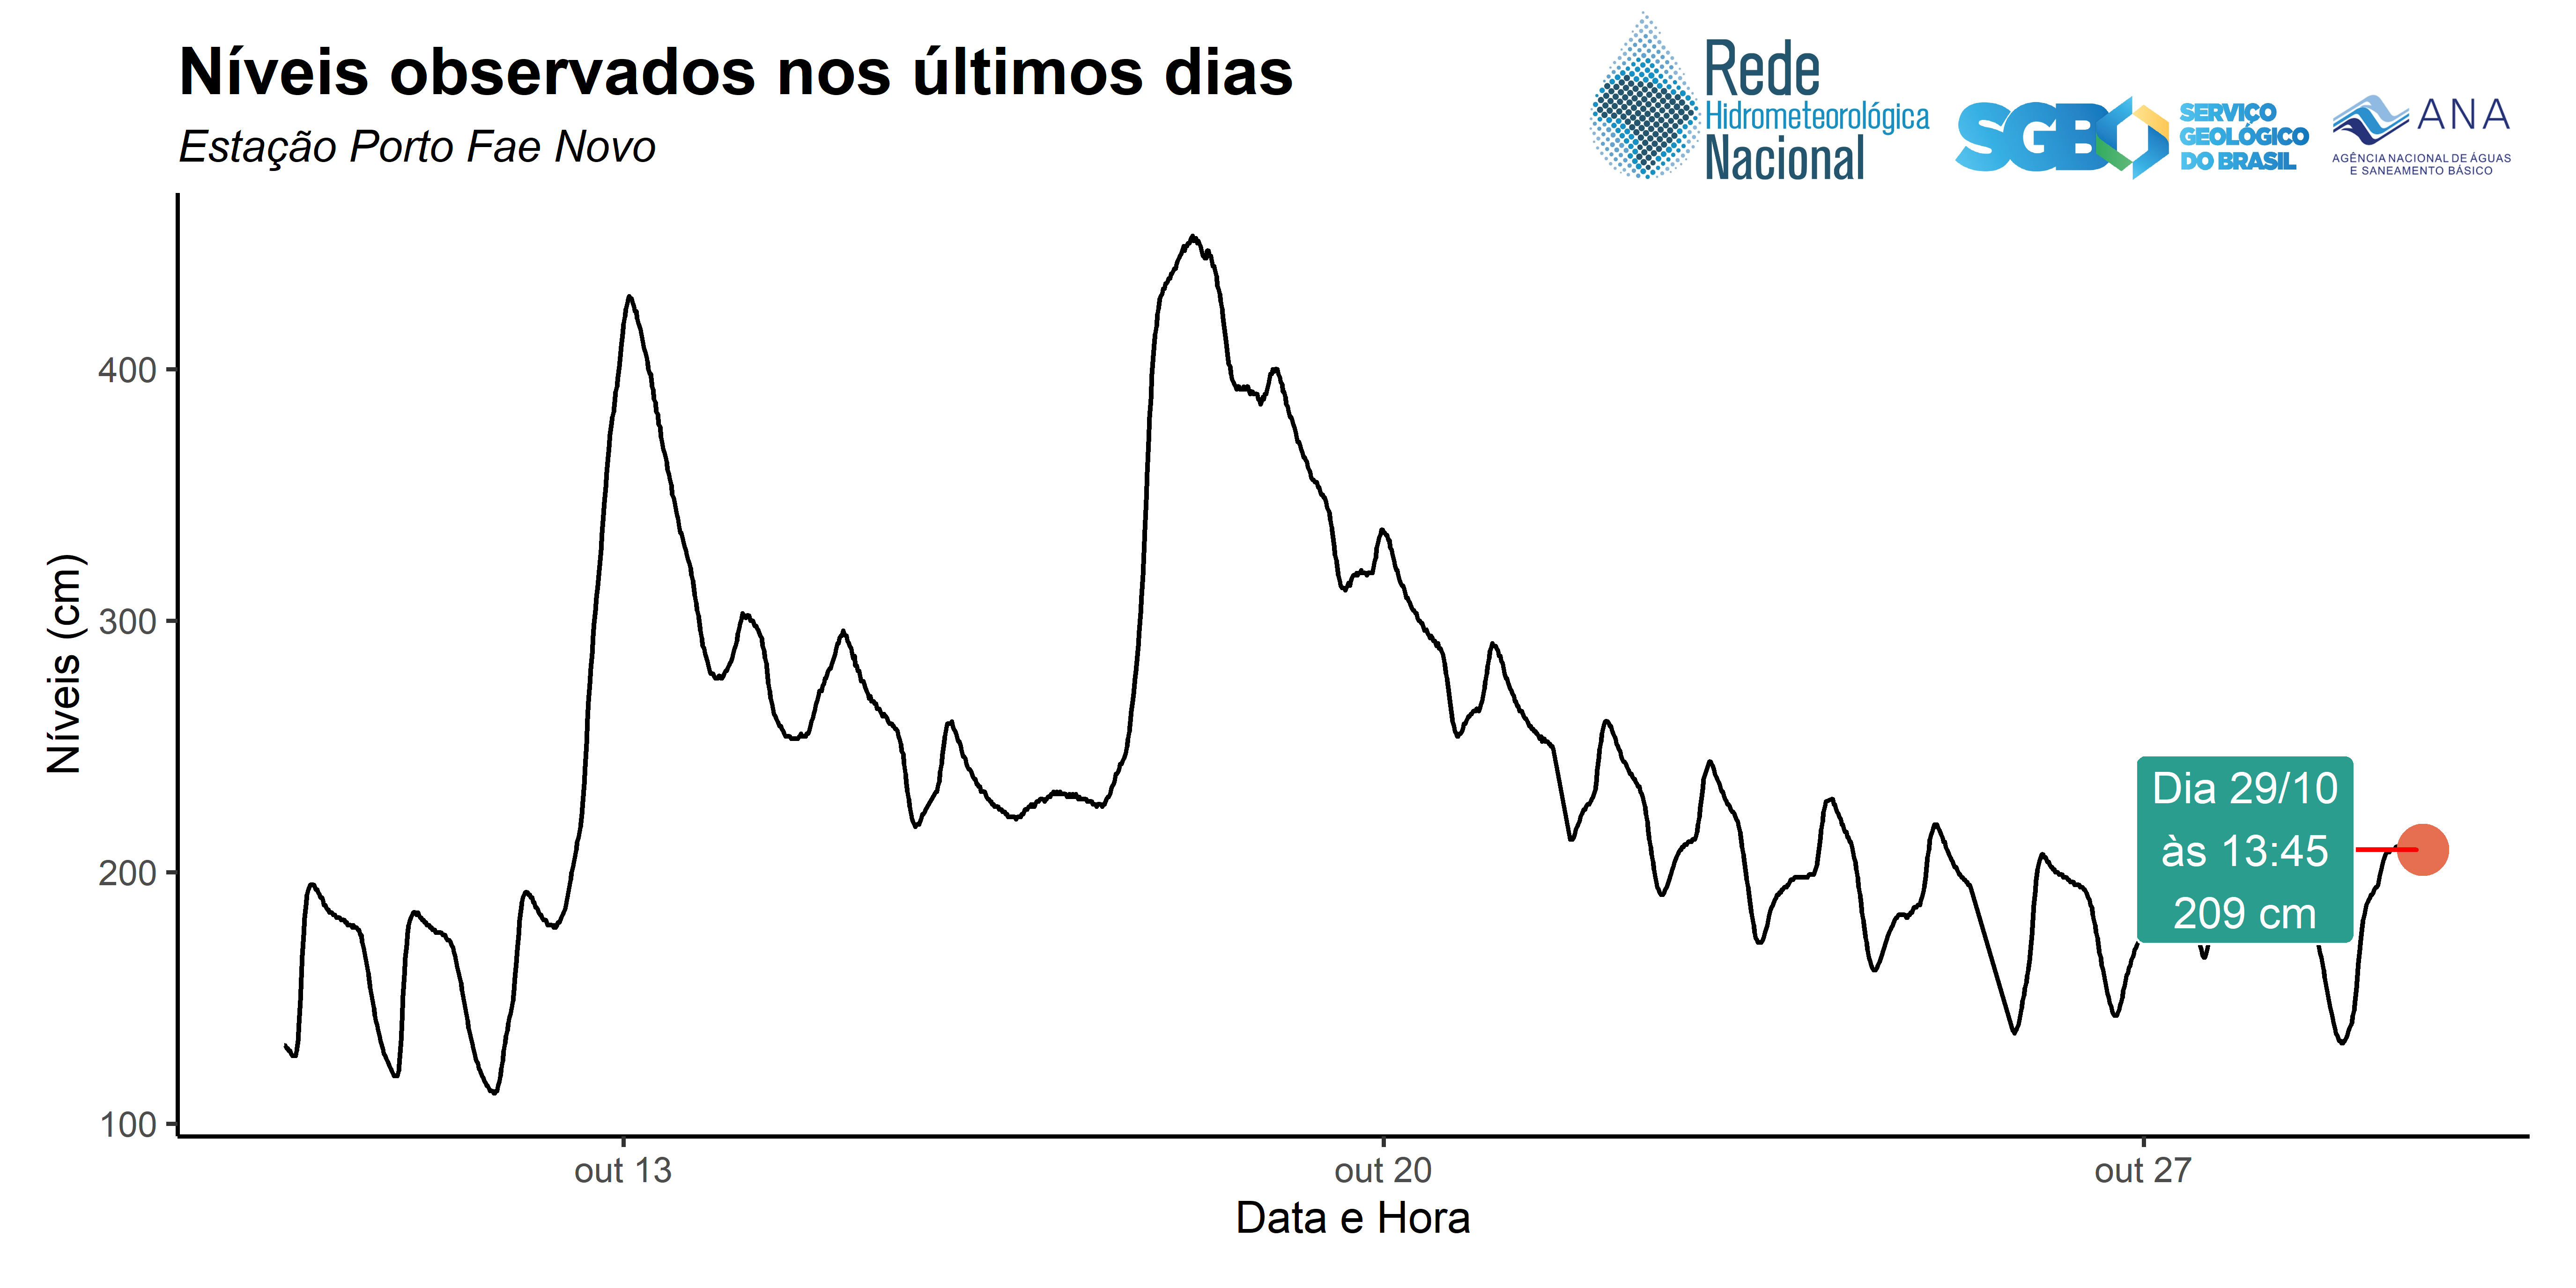 Níveis observados nos últimos dias
Estação Porto Fae Novo
Rede
Hidrometeorológica
Nacional
SGB
SERVIÇO
GEOLÓGICO
DO BRASIL
ANA
AGÊNCIA NACIONAL DE ÁGUAS
E SANEAMENTO BÁSICO
Níveis (cm)
400
300
200
100
Dia 29/10
às 13:45
209 cm
out 13
out 20
out 27
Data e Hora